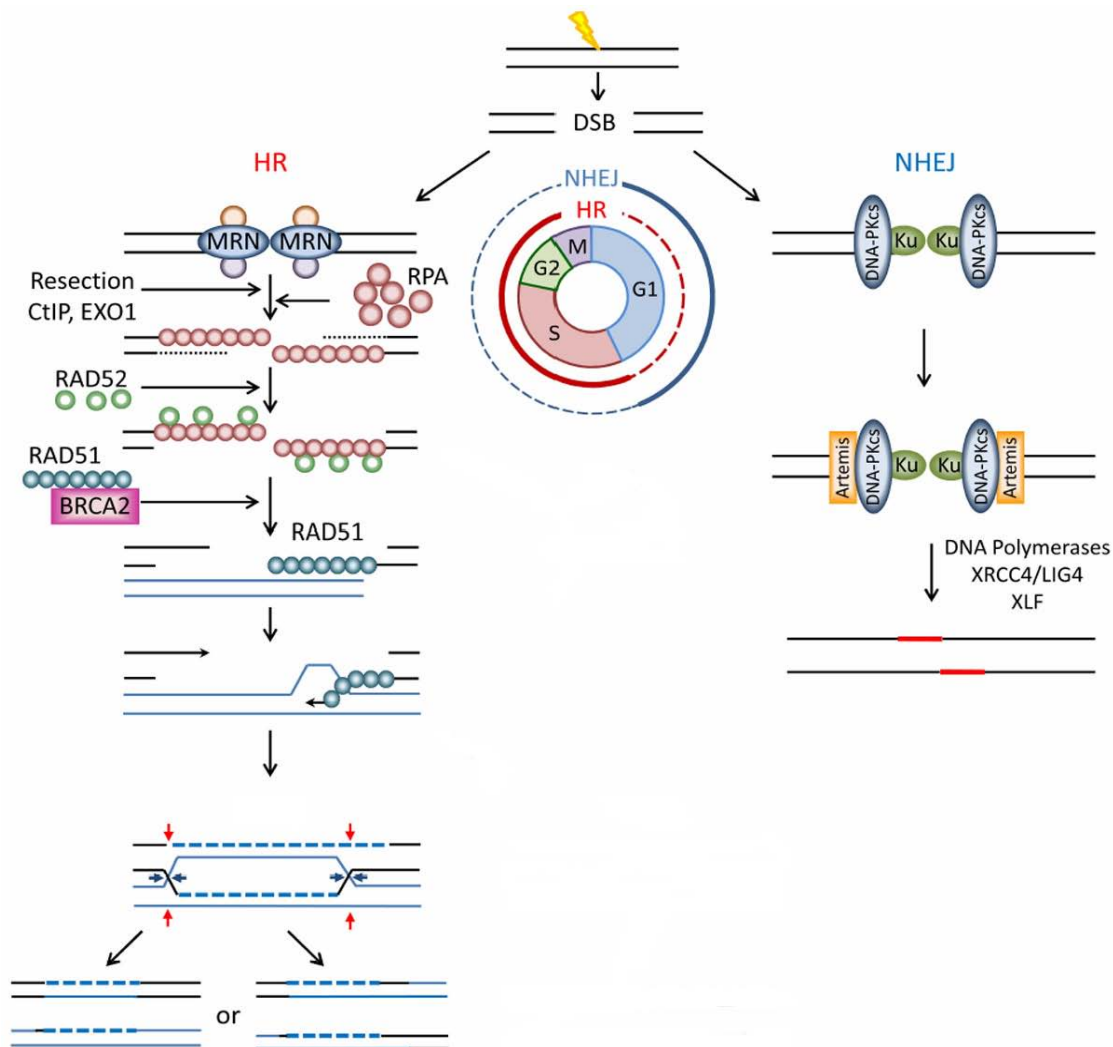 DSB
HR
NHEJ
NHEJ
HR
M
G2
G1
S
MRN
MRN
Resection
CtIP, EXO1
RPA
RAD52
RAD51
BRCA2
RAD51
or
DNA-PKcs
Ku
Ku
DNA-PKcs
Artemis
DNA-PKcs
Ku
Ku
DNA-PKcs
Artemis
DNA Polymerases
XRCC4/LIG4
XLF